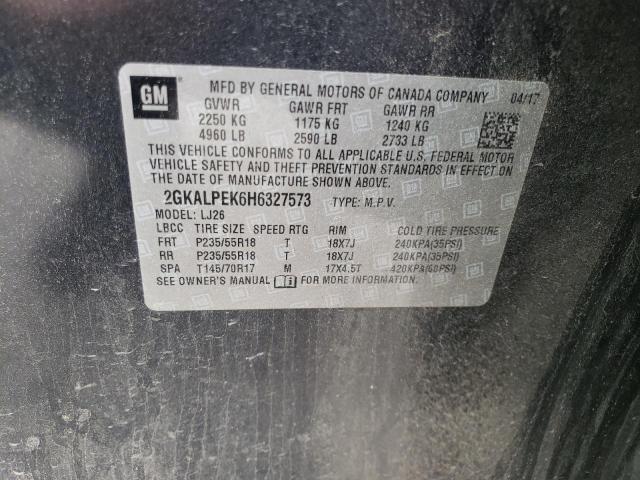 GM
MFD BY GENERAL MOTORS OF CANADA COMPANY 04/17
GVWR GAWR FRT GAWR RR
2250 KG 1175 KG 1240 KG
4960 LB 2590 LB 2733 LB
THIS VEHICLE CONFORMS TO ALL APPLICABLE U.S. FEDERAL MOTOR
VEHICLE SAFETY AND THEFT PREVENTION STANDARDS IN EFFECT ON
THE DATE OF MANUFACTURE SHOWN ABOVE.
2GKALPEK6H6327573 TYPE: M.P.V.
MODEL: LJ26
LBCC TIRE SIZE SPEED RTG RIM COLD TIRE PRESSURE
FRT P235/55R18 T 18X7J 240KPA(35PSI)
RR P235/55R18 T 18X7J 240KPA(35PSI)
SPA T145/70R17 M 17X4.5T 420KPA(60PSI)
SEE OWNER'S MANUAL FOR MORE INFORMATION